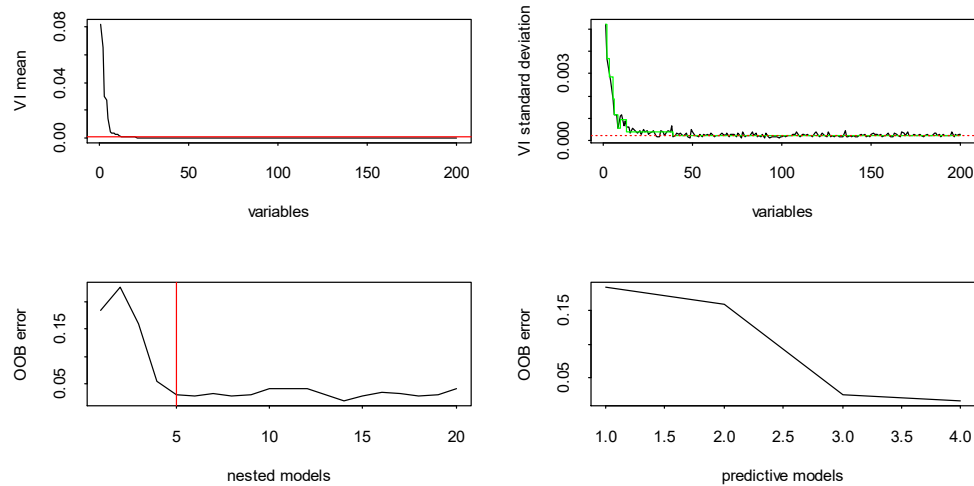 VI mean
0.00 0.04 0.08
0 50 100 150 200
variables
VI standard deviation
0.000 0.003
0 50 100 150 200
variables
OOB error
0.05 0.15
5 10 15 20
nested models
OOB error
0.05 0.15
1.0 1.5 2.0 2.5 3.0 3.5 4.0
predictive models